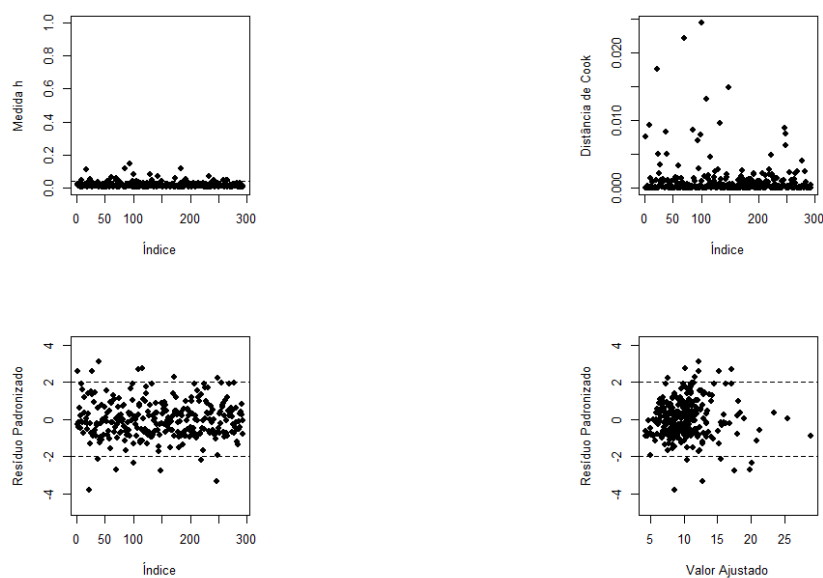 Medida h
0.0 0.2 0.4 0.6 0.8 1.0
0 50 100 200 300
Índice
Distância de Cook
0.000 0.010 0.020
0 50 100 200 300
Índice
Resíduo Padronizado
-4 -2 0 2 4
0 50 100 200 300
Índice
Resíduo Padronizado
-4 -2 0 2 4
5 10 15 20 25
Valor Ajustado